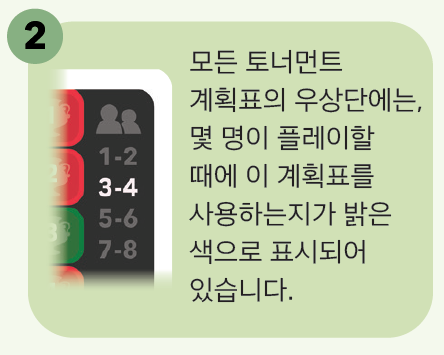 2
모든 토너먼트
계획표의 우상단에는,
몇 명이 플레이할
때에 이 계획표를
사용하는지가 밝은
색으로 표시되어
있습니다.
1-2
3-4
5-6
7-8